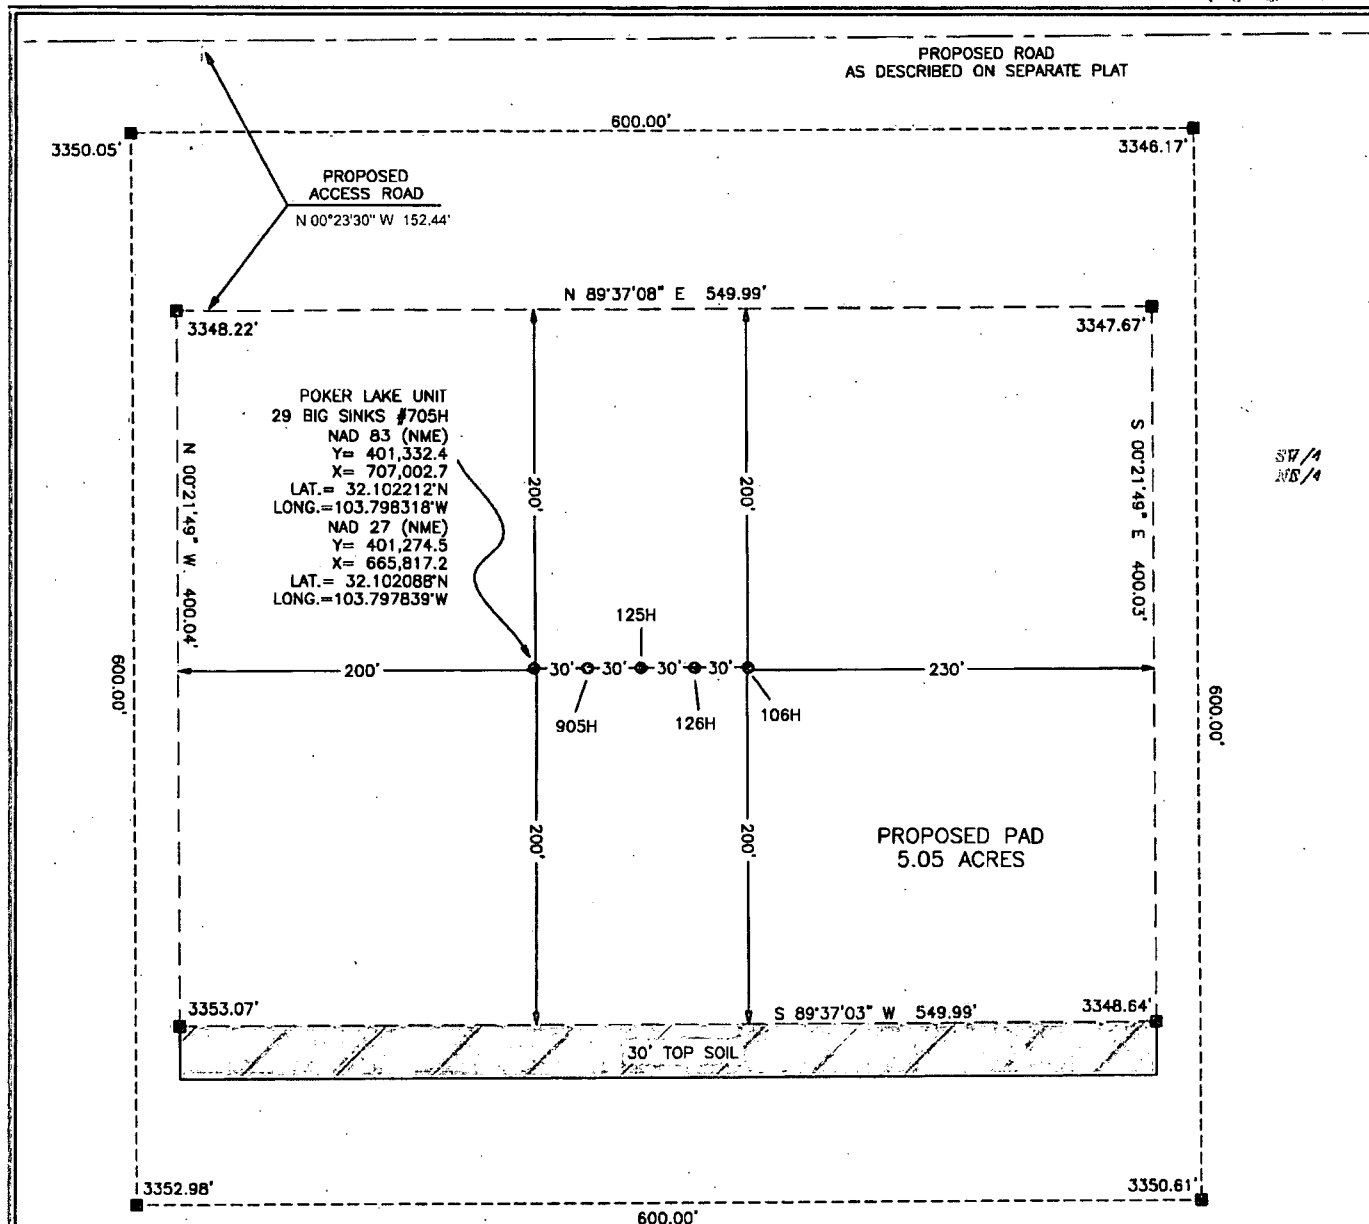 PROPOSED ROAD
AS DESCRIBED ON SEPARATE PLAT
600.00'
3350.05'
3346.17'
PROPOSED
ACCESS ROAD
N 00°23'30" W 152.44'
N 89°37'08" E 549.99'
3348.22'
3347.67'
POKER LAKE UNIT
29 BIG SINKS #705H
NAD 83 (NME)
Y= 401,332.4
X= 707,002.7
LAT.= 32.102212°N
LONG.=103.798318°W
NAD 27 (NME)
Y= 401,274.5
X= 665,817.2
LAT.= 32.102088°N
LONG.=103.797839°W
N 00°21'49" W 400.04'
200'
200'
S 00°21'49" E 400.03'
SW/4
NE/4
125H
600.00'
200'
30'
30'
30'
30'
230'
600.00'
905H
126H
106H
200'
200'
PROPOSED PAD
5.05 ACRES
3353.07'
S 89°37'03" W 549.99'
3348.64'
30' TOP SOIL
3352.98'
3350.61'
600.00'